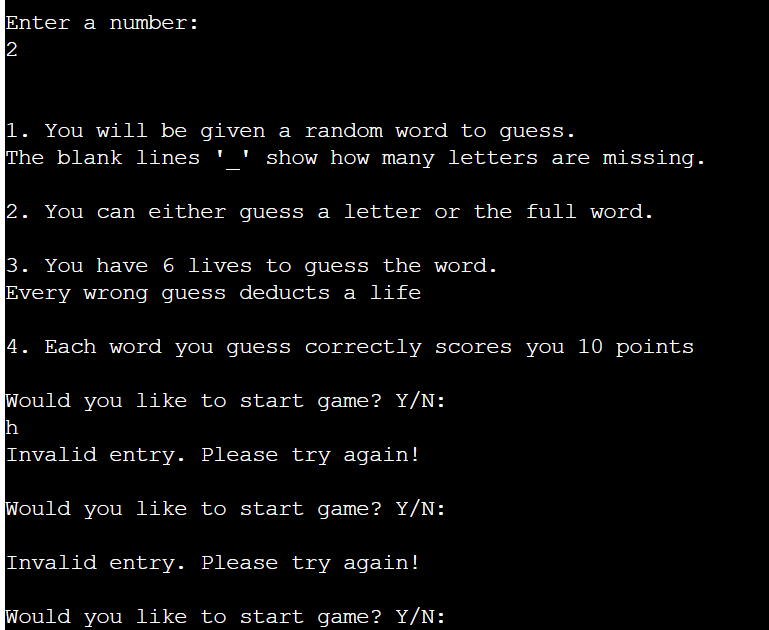 Enter a number:
2
1. You will be given a random word to guess.
The blank lines '_' show how many letters are missing.
2. You can either guess a letter or the full word.
3. You have 6 lives to guess the word.
Every wrong guess deducts a life
4. Each word you guess correctly scores you 10 points
Would you like to start game? Y/N:
h
Invalid entry. Please try again!
Would you like to start game? Y/N:
Invalid entry. Please try again!
Would you like to start game? Y/N: